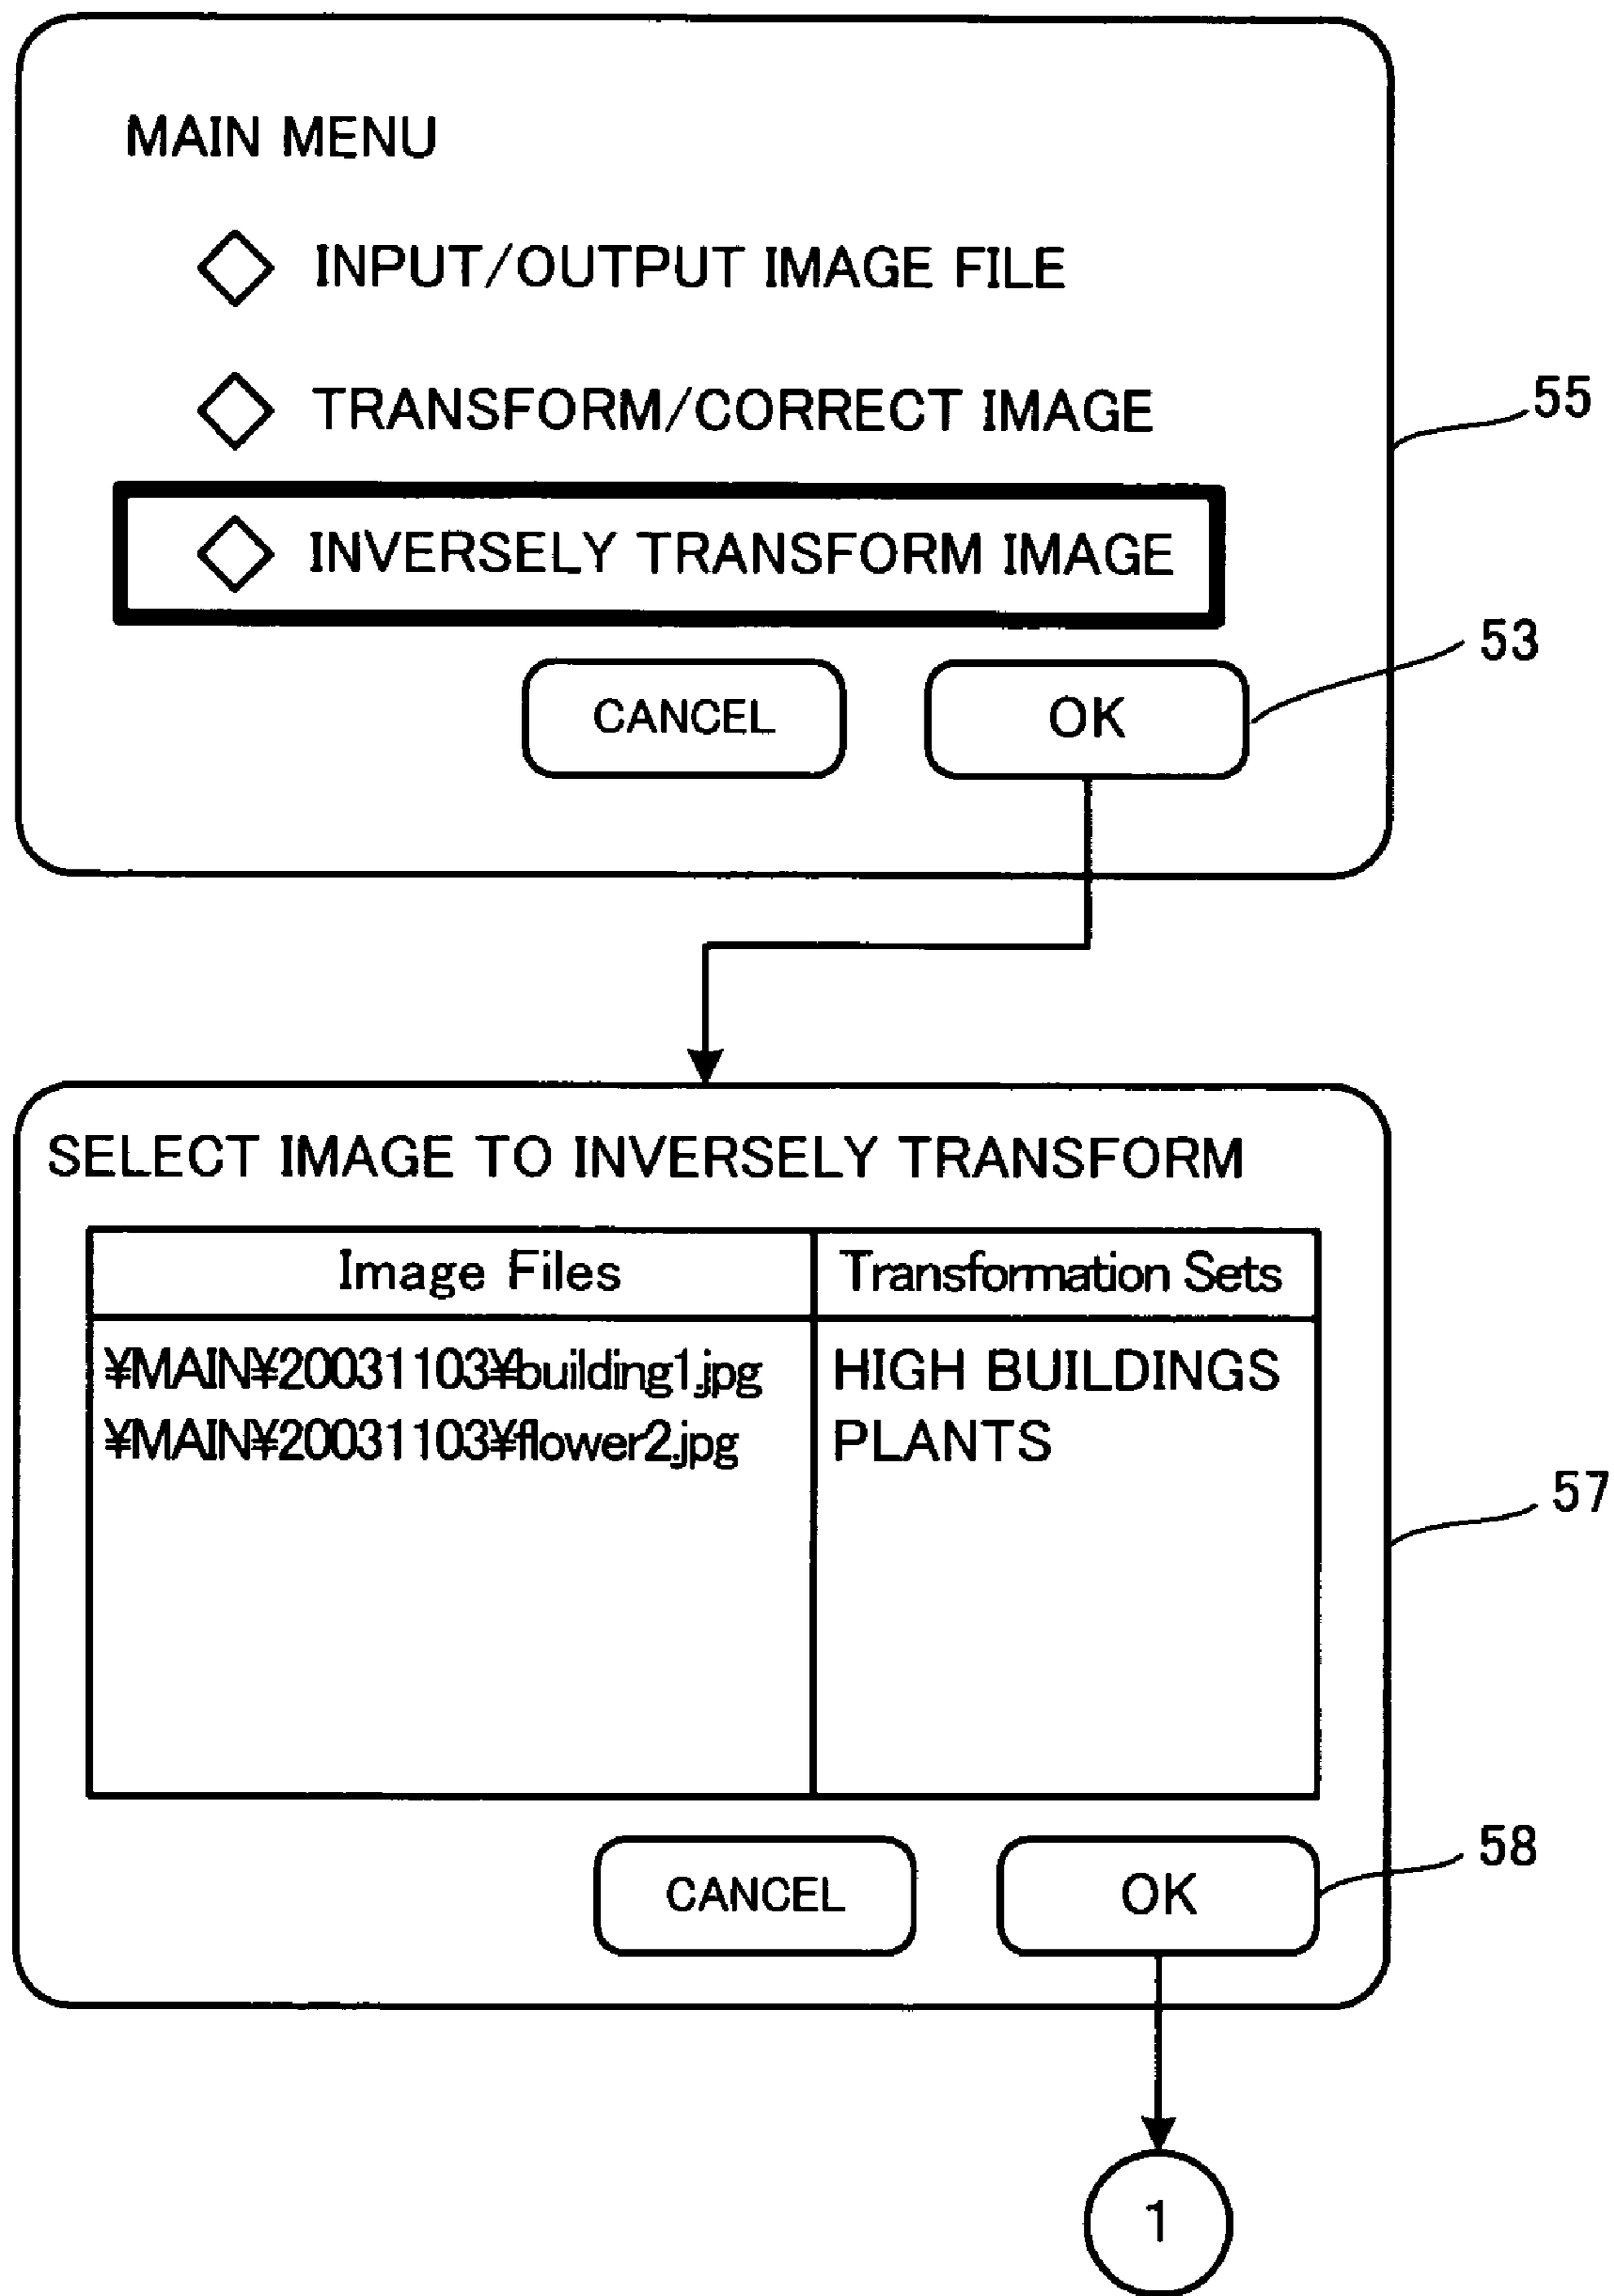 MAIN MENU
INPUT/OUTPUT IMAGE FILE
TRANSFORM/CORRECT IMAGE
55
INVERSELY TRANSFORM IMAGE
53
CANCEL
OK
SELECT IMAGE TO INVERSELY TRANSFORM
Image Files
Transformation Sets
¥MAIN¥20031103¥building1.jpg
HIGH BUILDINGS
¥MAIN¥20031103¥flower2.jpg
PLANTS
57
58
CANCEL
OK
1